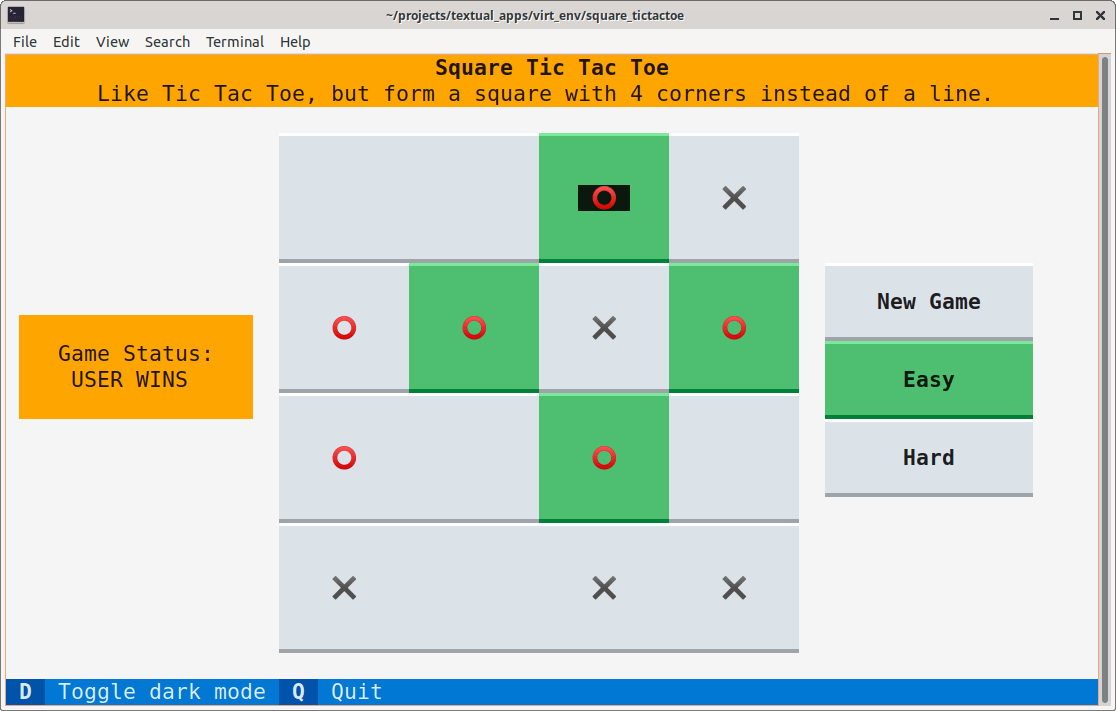 ~/projects/textual_apps/virt_env/square_tictactoe
File Edit View Search Terminal Help
Square Tic Tac Toe
Like Tic Tac Toe, but form a square with 4 corners instead of a line.
Game Status:
USER WINS
New Game
Easy
Hard
D Toggle dark mode Q Quit